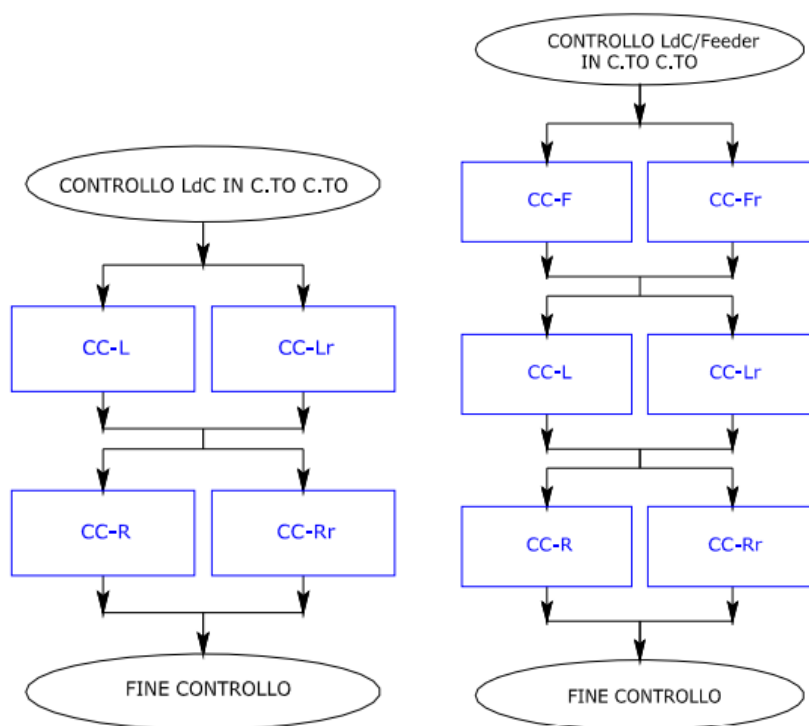 CONTROLLO LdC IN C.TO C.TO
CC-L
CC-Lr
CC-R
CC-Rr
FINE CONTROLLO
CONTROLLO LdC/Feeder
IN C.TO C.TO
CC-F
CC-Fr
CC-L
CC-Lr
CC-R
CC-Rr
FINE CONTROLLO